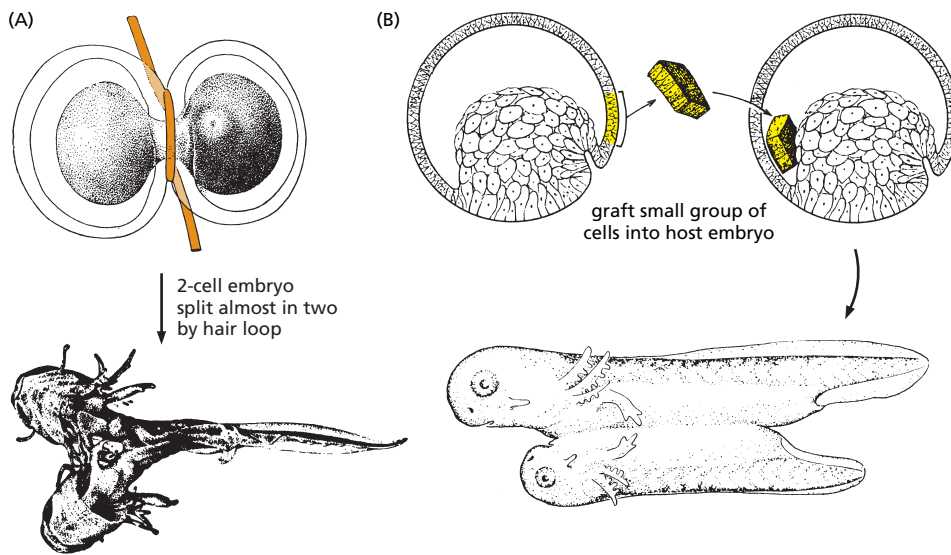 (A)
2-cell embryo
split almost in two
by hair loop
(B)
graft small group of
cells into host embryo